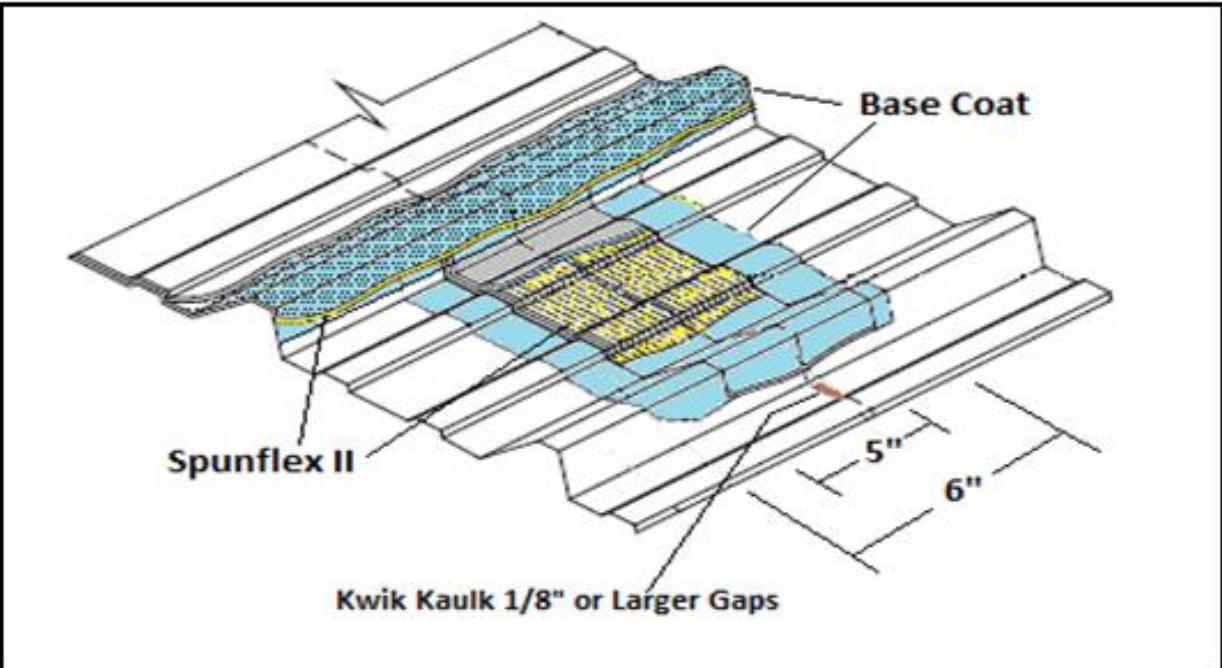 Base Coat
Spunflex II
5"
6"
Kwik Kaulk 1/8" or Larger Gaps